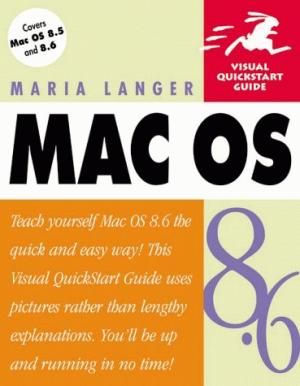 Covers
Mac OS 8.5
and 8.6
VISUAL
QUICKSTART
GUIDE
MARIA LANGER
MAC OS
8.6
Teach yourself Mac OS 8.6 the
quick and easy way! This
Visual QuickStart Guide uses
pictures rather than lengthy
explanations. You'll be up
and running in no time!